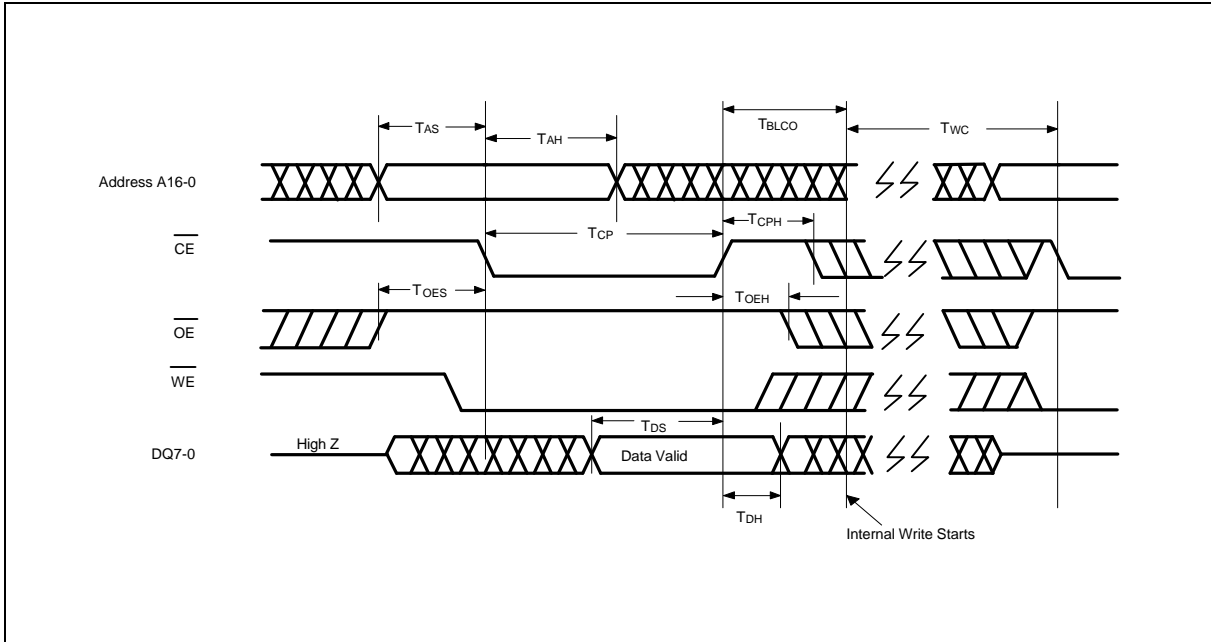 TAS
TAH
TBLCO
TWC
Address A16-0
TCP
TCPH
CE
TOES
TOEH
OE
WE
TDS
High Z
DQ7-0
Data Valid
TDH
Internal Write Starts